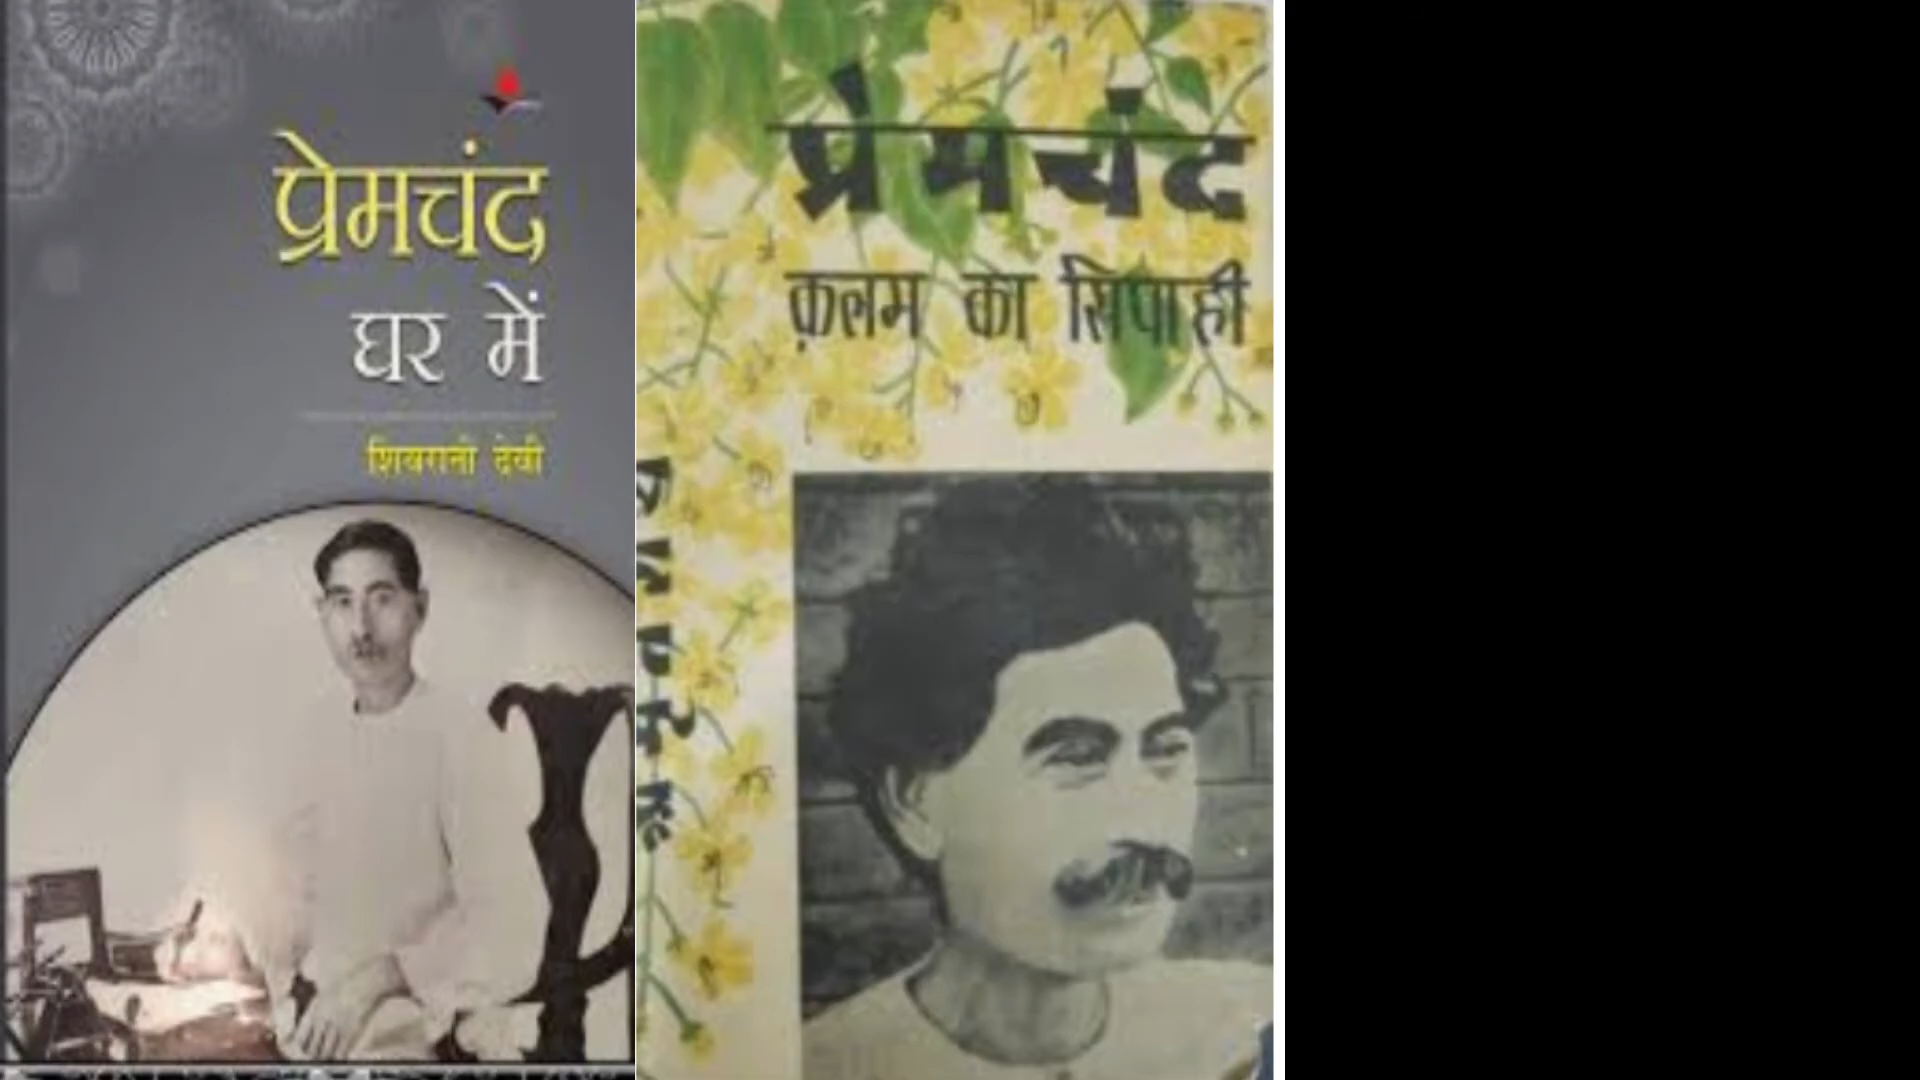 प्रेमचंद
घर में
शिवरानी देवी
प्रेमचंद
क़लम का सिपाही